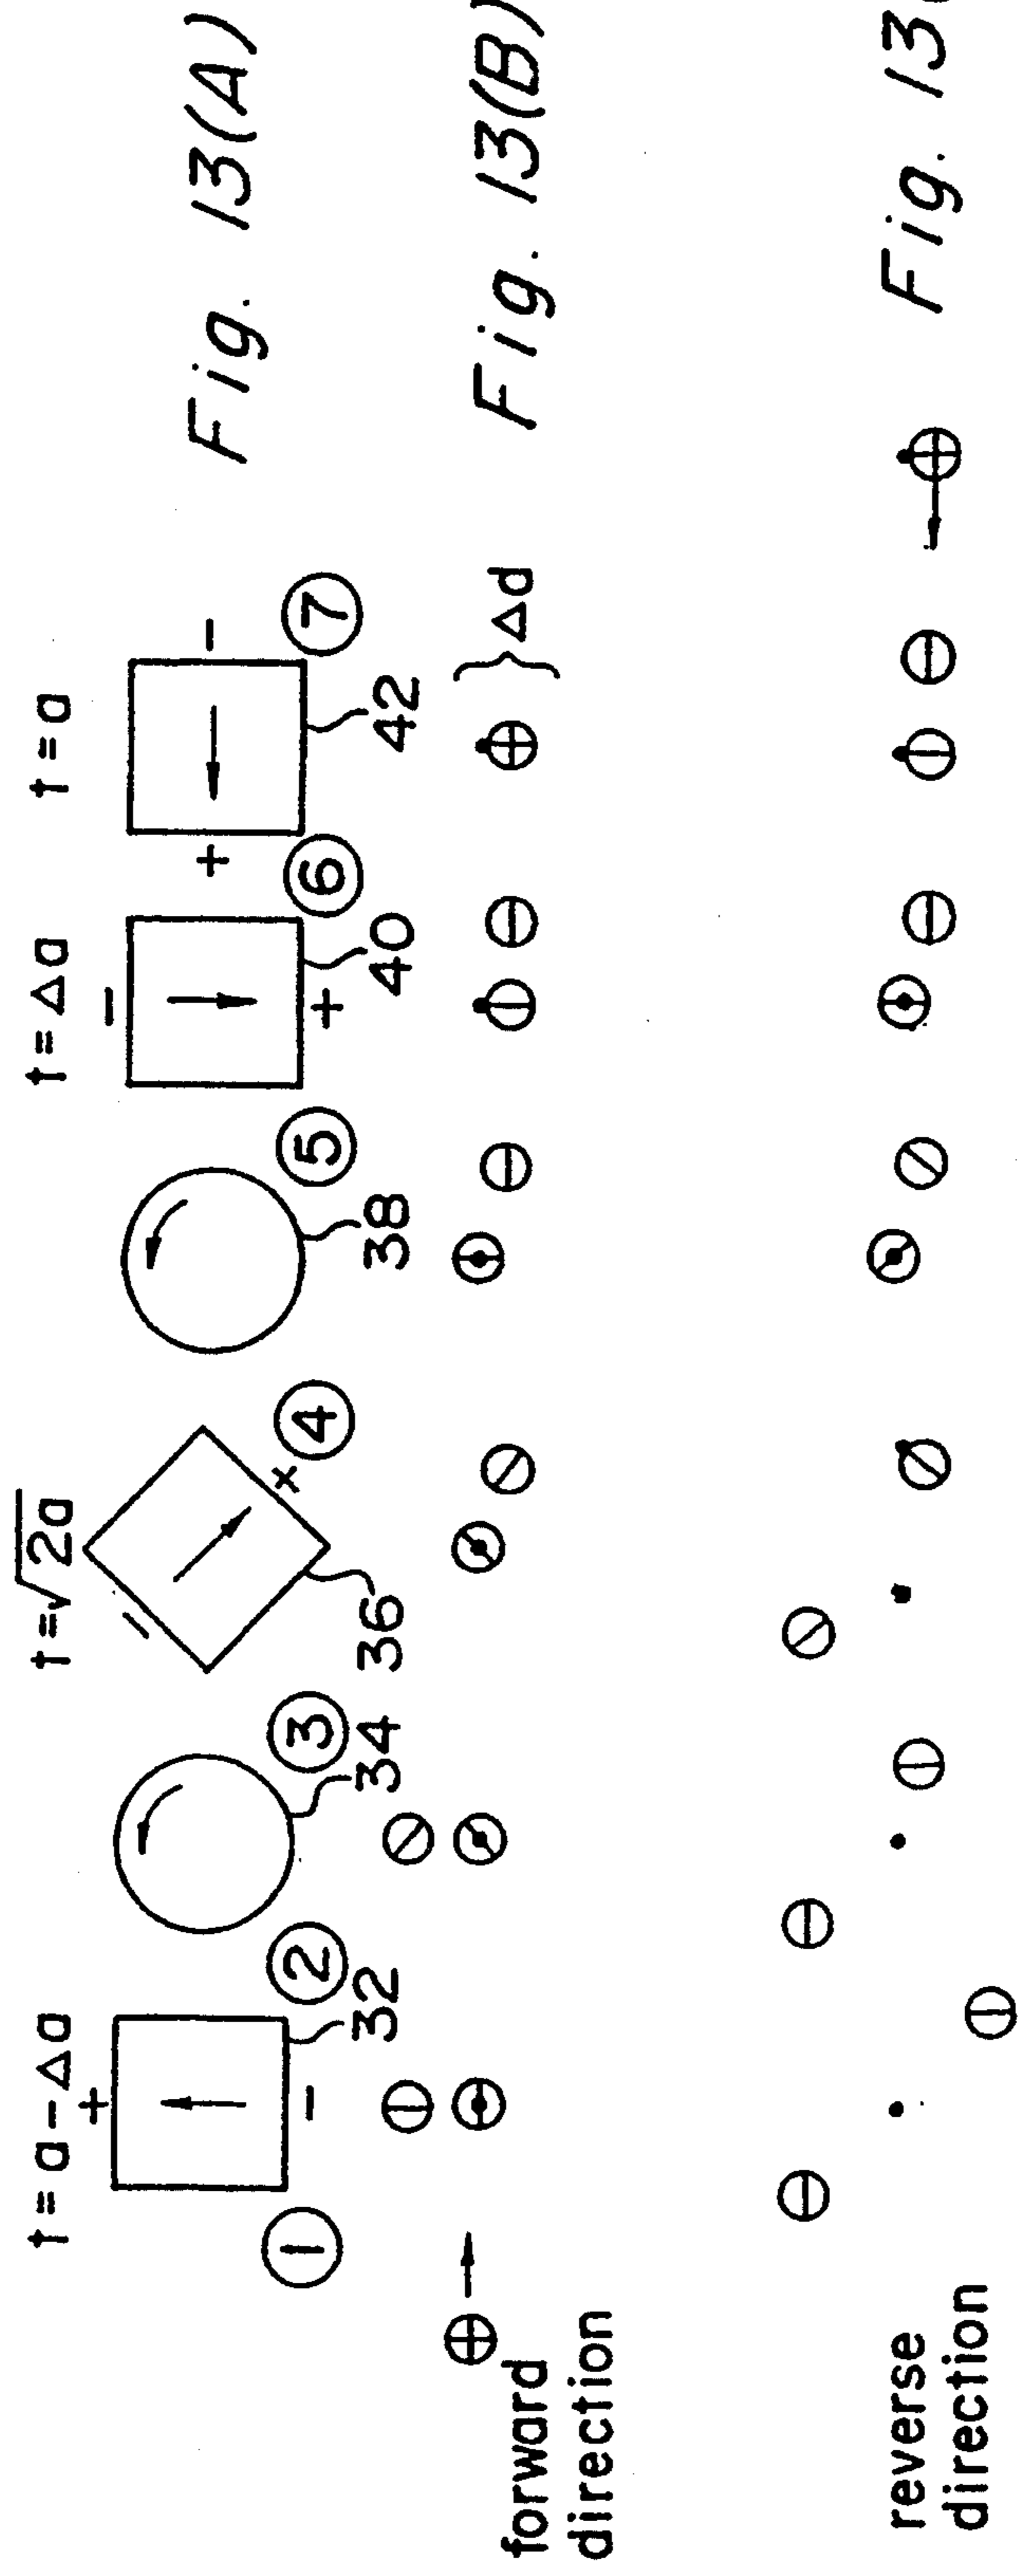 t = a - Δa
t = √2a
t = Δa
t = a
+
-
+
-
+
+
-
-
-
+
1
2
3
4
5
6
7
32
34
36
38
40
42
Fig. 13(A)
forward
direction
} Δd
Fig. 13(B)
reverse
direction
Fig. 13(